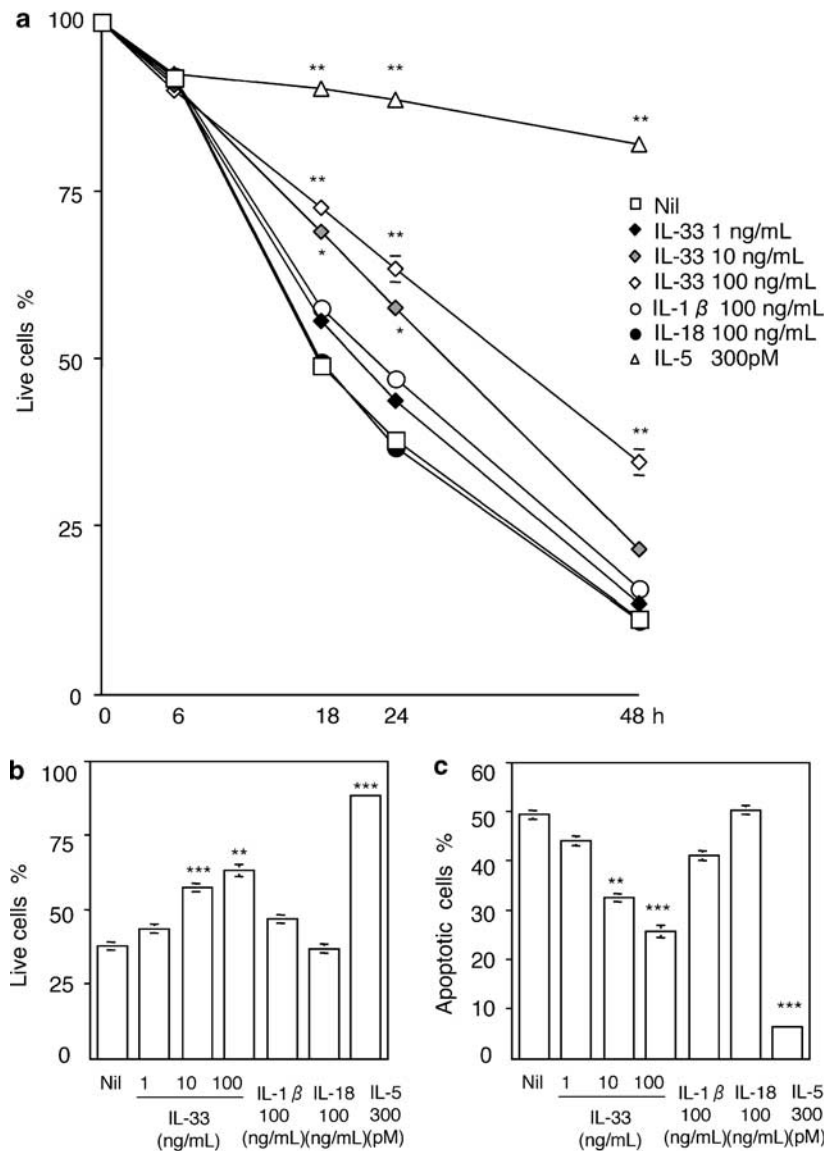 a
100
75
50
25
0
Live cells %
** ** **
** ** **
* *
Nil
IL-33 1 ng/mL
IL-33 10 ng/mL
IL-33 100 ng/mL
IL-1 β 100 ng/mL
IL-18 100 ng/mL
IL-5 300pM
0 6 18 24 48 h
b
100
75
50
25
0
Live cells %
*** ** ***
Nil 1 10 100 IL-1 β IL-18 IL-5
100 100 300
IL-33
(ng/mL) (ng/mL)(ng/mL)(pM)
c
60
50
40
30
20
10
0
Apoptotic cells %
** *** ***
Nil 1 10 100 IL-1 β IL-18 IL-5
100 100 300
IL-33
(ng/mL) (ng/mL)(ng/mL)(pM)